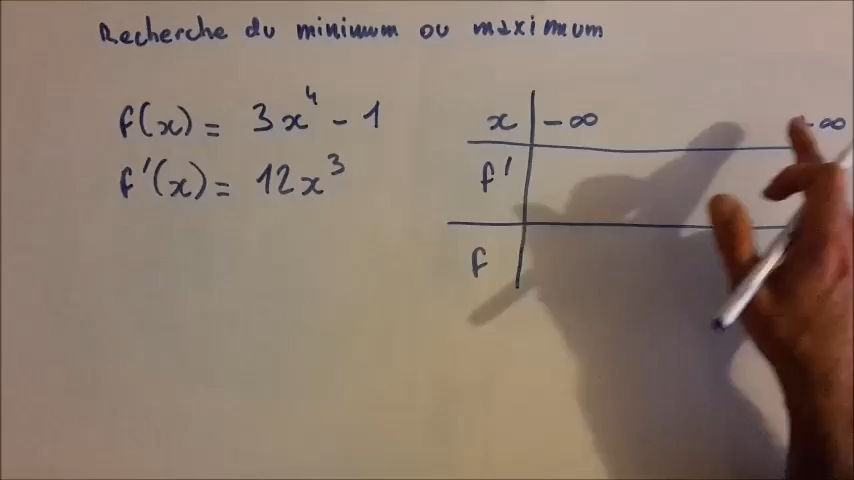 Recherche du minimum ou maximum
f(x) = 3x⁴ - 1
f'(x) = 12x³
x -∞ ∞
f'
f